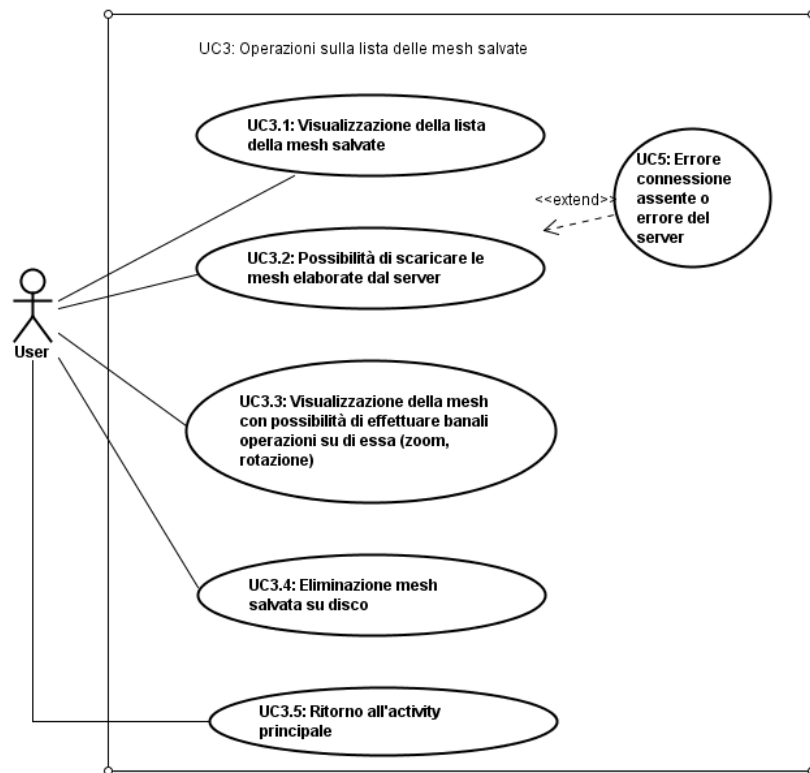 UC3: Operazioni sulla lista delle mesh salvate
UC3.1: Visualizzazione della lista
della mesh salvate
UC5: Errore
connessione
assente o
errore del
server
<<extend>>
UC3.2: Possibilità di scaricare le
mesh elaborate dal server
User
UC3.3: Visualizzazione della mesh
con possibilità di effettuare banali
operazioni su di essa (zoom,
rotazione)
UC3.4: Eliminazione mesh
salvata su disco
UC3.5: Ritorno all'activity
principale